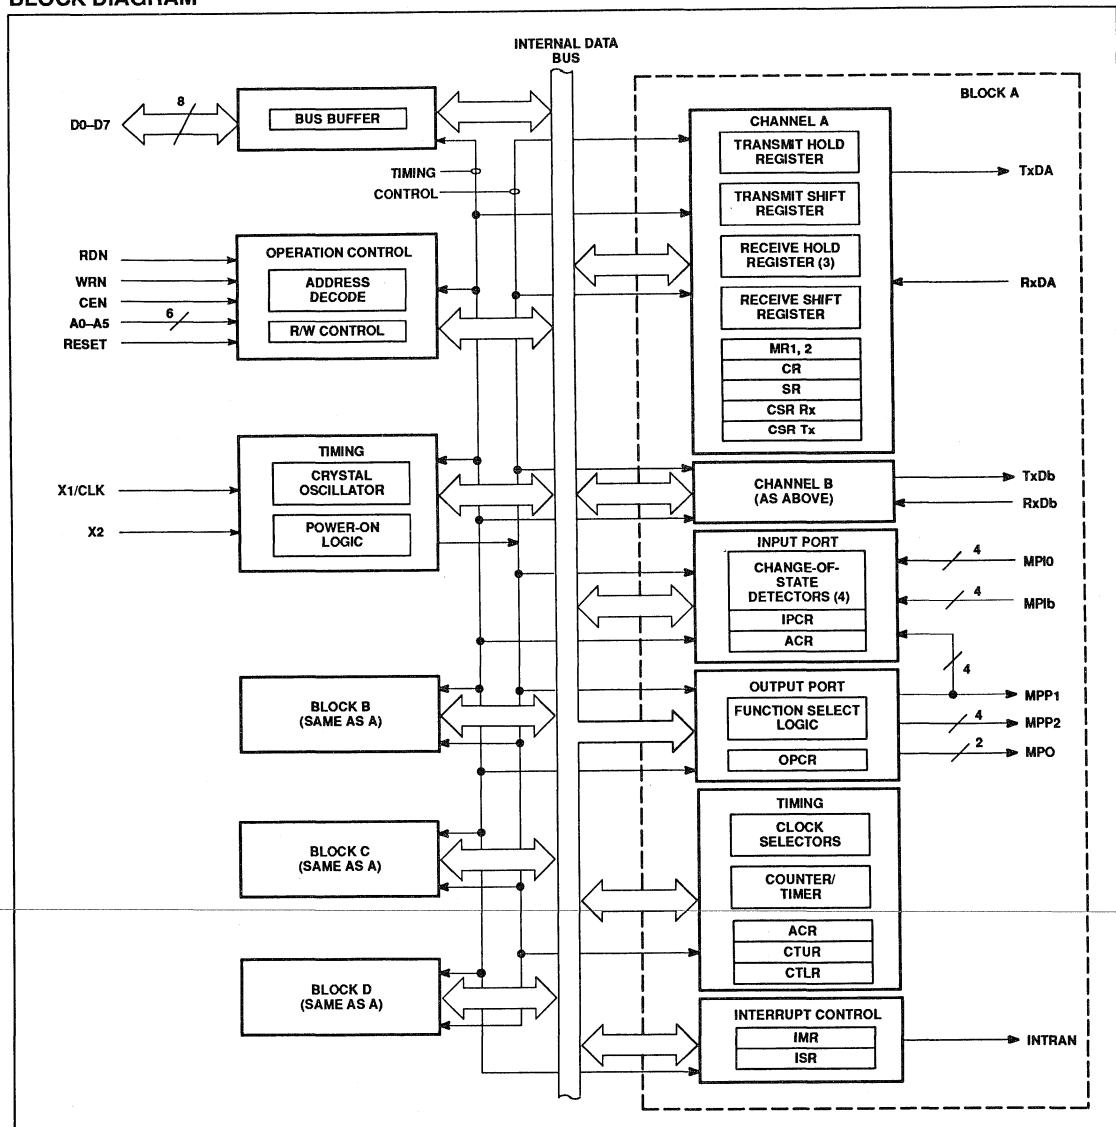 BLOCK DIAGRAM
INTERNAL DATA
BUS
D0–D7
8
BUS BUFFER
TIMING
CONTROL
RDN
WRN
CEN
A0–A5
6
RESET
OPERATION CONTROL
ADDRESS
DECODE
R/W CONTROL
X1/CLK
X2
TIMING
CRYSTAL
OSCILLATOR
POWER-ON
LOGIC
BLOCK B
(SAME AS A)
BLOCK C
(SAME AS A)
BLOCK D
(SAME AS A)
BLOCK A
CHANNEL A
TRANSMIT HOLD
REGISTER
TRANSMIT SHIFT
REGISTER
RECEIVE HOLD
REGISTER (3)
RECEIVE SHIFT
REGISTER
MR1, 2
CR
SR
CSR Rx
CSR Tx
TxDA
RxDA
CHANNEL B
(AS ABOVE)
TxDb
RxDb
INPUT PORT
CHANGE-OF-
STATE
DETECTORS (4)
IPCR
ACR
4
MPI0
4
MPIb
4
OUTPUT PORT
FUNCTION SELECT
LOGIC
OPCR
MPP1
4
MPP2
2
MPO
TIMING
CLOCK
SELECTORS
COUNTER/
TIMER
ACR
CTUR
CTLR
INTERRUPT CONTROL
IMR
ISR
INTRAN